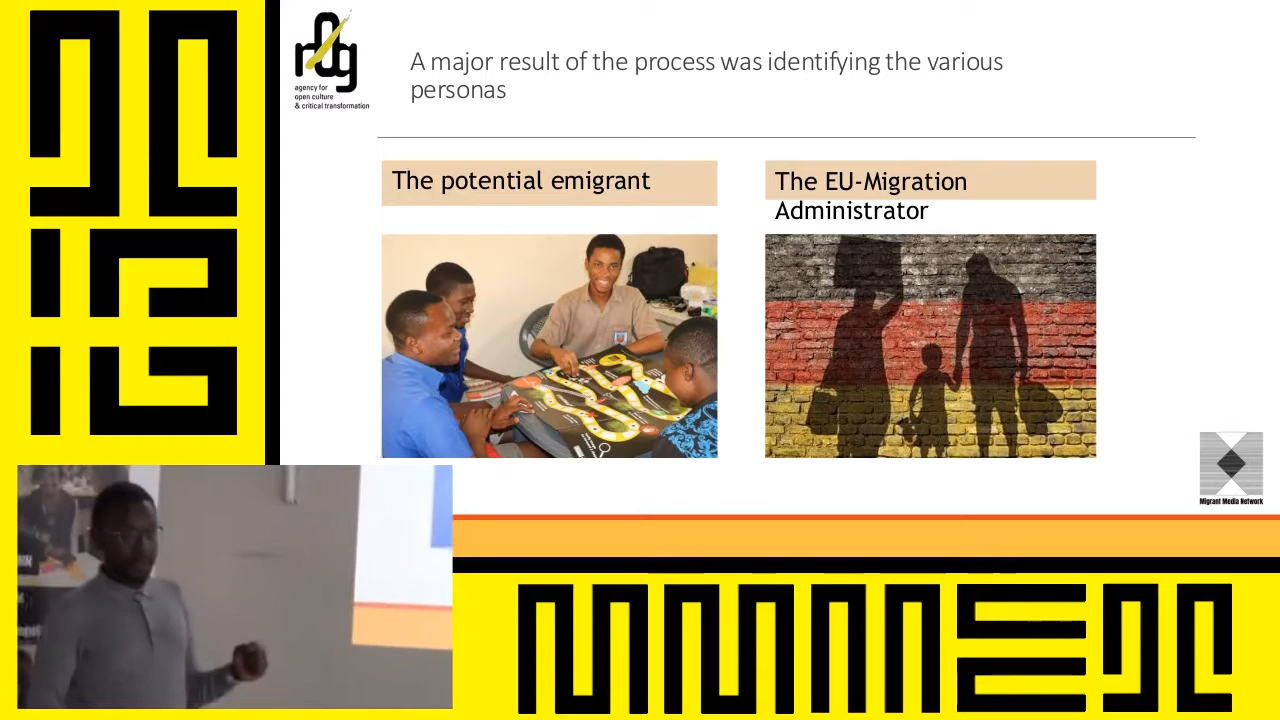 r0g
agency for
open culture
& critical transformation
A major result of the process was identifying the various
personas
The potential emigrant
The EU-Migration
Administrator
Migrant Media Network